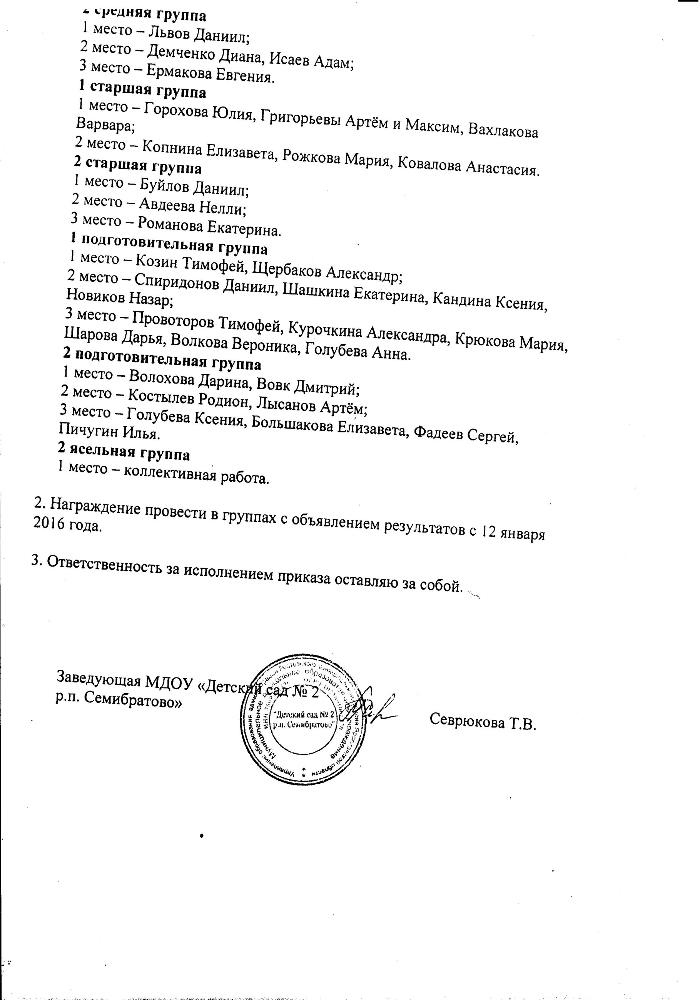 2 средняя группа
1 место – Львов Даниил;
2 место – Демченко Диана, Исаев Адам;
3 место – Ермакова Евгения.
1 старшая группа
1 место – Горохова Юлия, Григорьевы Артём и Максим, Вахлакова
Варвара;
2 место – Копнина Елизавета, Рожкова Мария, Ковалова Анастасия.
2 старшая группа
1 место – Буйлов Даниил;
2 место – Авдеева Нелли;
3 место – Романова Екатерина.
1 подготовительная группа
1 место – Козин Тимофей, Щербаков Александр;
2 место – Спиридонов Даниил, Шашкина Екатерина, Кандина Ксения,
Новиков Назар;
3 место – Провоторов Тимофей, Курочкина Александра, Крюкова Мария,
Шарова Дарья, Волкова Вероника, Голубева Анна.
2 подготовительная группа
1 место – Волохова Дарина, Вовк Дмитрий;
2 место – Костылев Родион, Лысанов Артём;
3 место – Голубева Ксения, Большакова Елизавета, Фадеев Сергей,
Пичугин Илья.
2 ясельная группа
1 место – коллективная работа.
2. Награждение провести в группах с объявлением результатов с 12 января
2016 года.
3. Ответственность за исполнением приказа оставляю за собой.
Заведующая МДОУ «Детский сад № 2
р.п. Семибратово»
Севрюкова Т.В.
Управление образования
Муниципальное
учреждение
"Детский сад № 2
р.п. Семибратово"